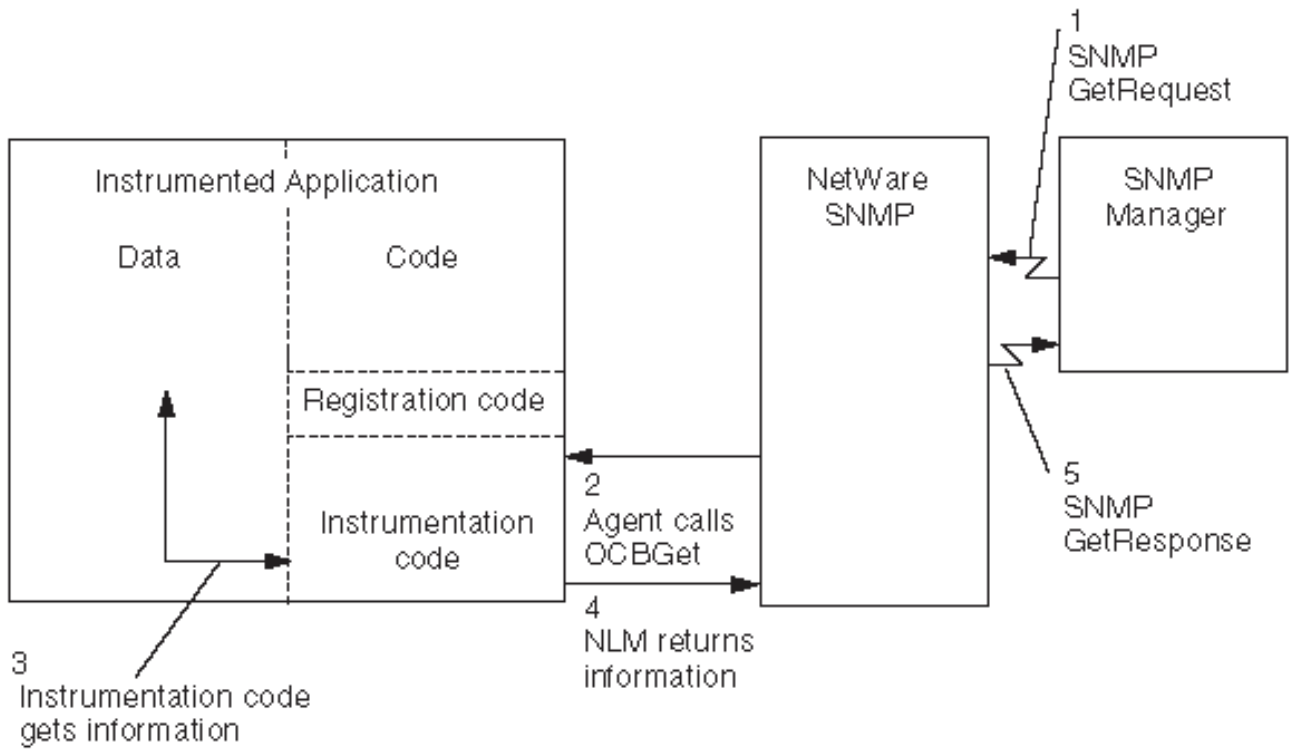 1
SNMP
GetRequest
Instrumented Application
Data
Code
Registration code
Instrumentation
code
NetWare
SNMP
SNMP
Manager
2
Agent calls
OCBGet
4
NLM returns
information
5
SNMP
GetResponse
3
Instrumentation code
gets information